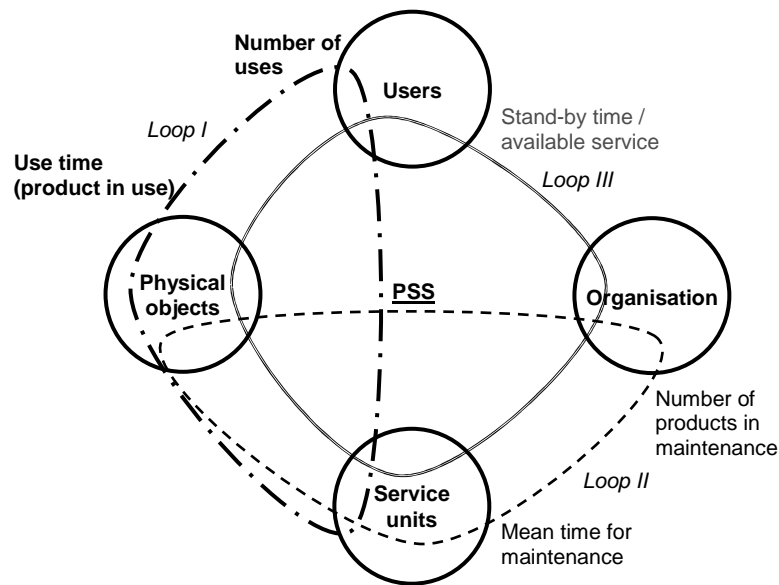 Number of
uses
Users
Loop I
Stand-by time /
available service
Use time
(product in use)
Loop III
Physical
objects
PSS
Organisation
Number of
products in
maintenance
Loop II
Service
units
Mean time for
maintenance